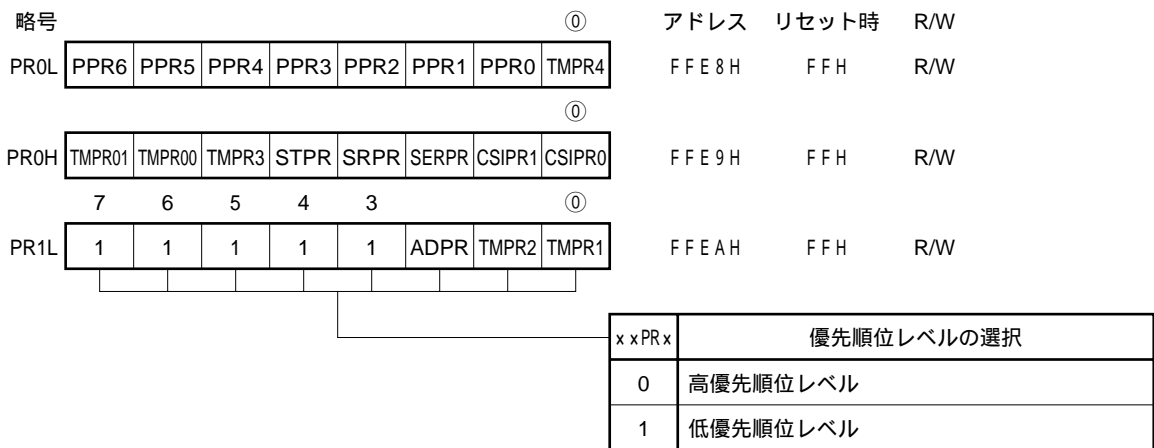 略号 ⓪ アドレス リセット時 R/W
PR0L PPR6 PPR5 PPR4 PPR3 PPR2 PPR1 PPR0 TMPR4 FFE8H FFH R/W
⓪
PR0H TMPR01 TMPR00 TMPR3 STPR SRPR SERPR CSIPR1 CSIPR0 FFE9H FFH R/W
7 6 5 4 3 ⓪
PR1L 1 1 1 1 1 ADPR TMPR2 TMPR1 FFEAH FFH R/W
××PR× 優先順位レベルの選択
0 高優先順位レベル
1 低優先順位レベル